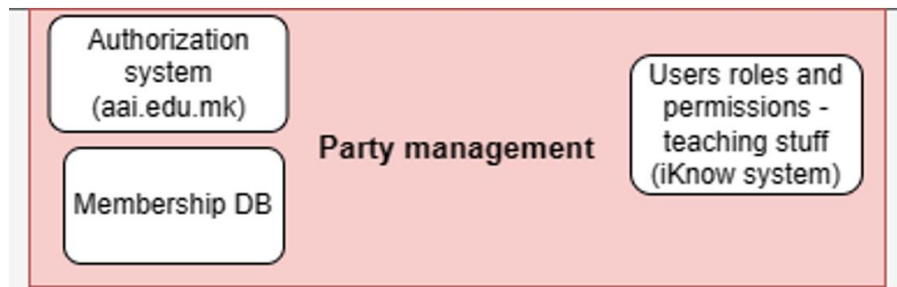 Authorization
system
(aai.edu.mk)
Membership DB
Party management
Users roles and
permissions -
teaching stuff
(iKnow system)